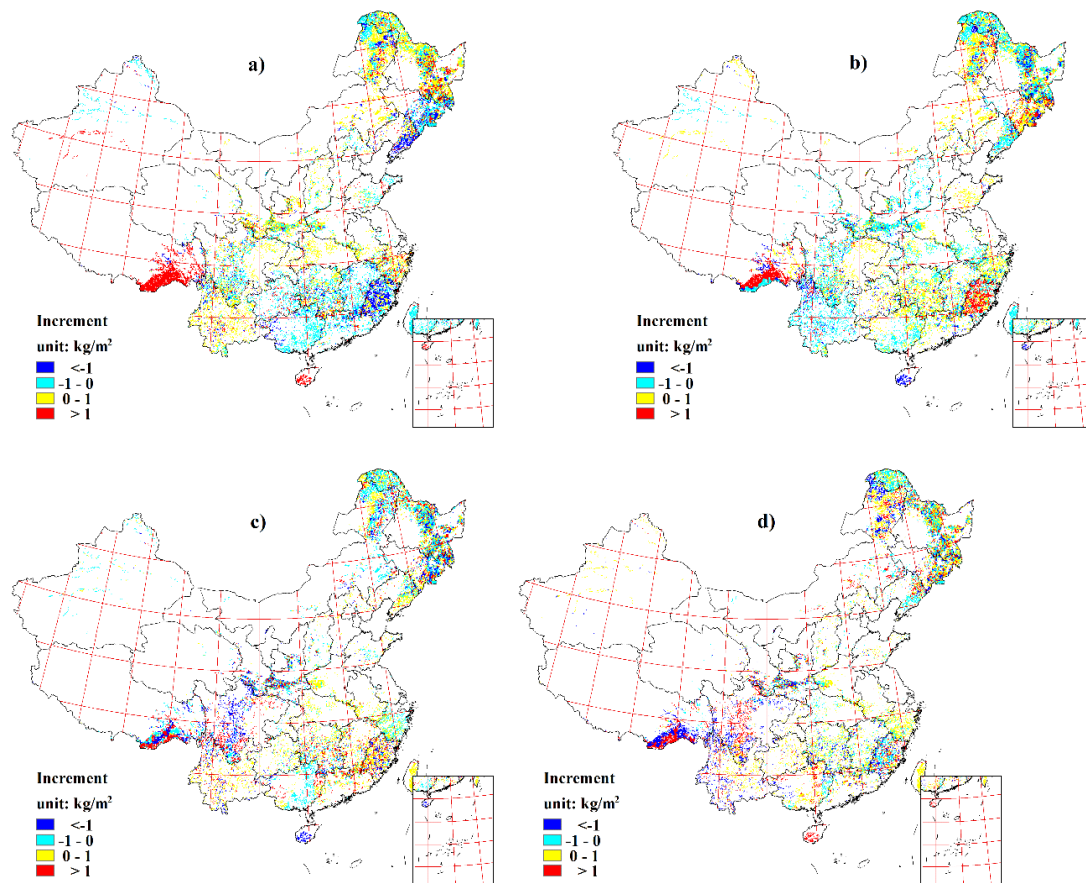 a)
Increment
unit: kg/m²
<-1
-1 - 0
0 - 1
> 1
b)
Increment
unit: kg/m²
<-1
-1 - 0
0 - 1
> 1
c)
Increment
unit: kg/m²
<-1
-1 - 0
0 - 1
> 1
d)
Increment
unit: kg/m²
<-1
-1 - 0
0 - 1
> 1